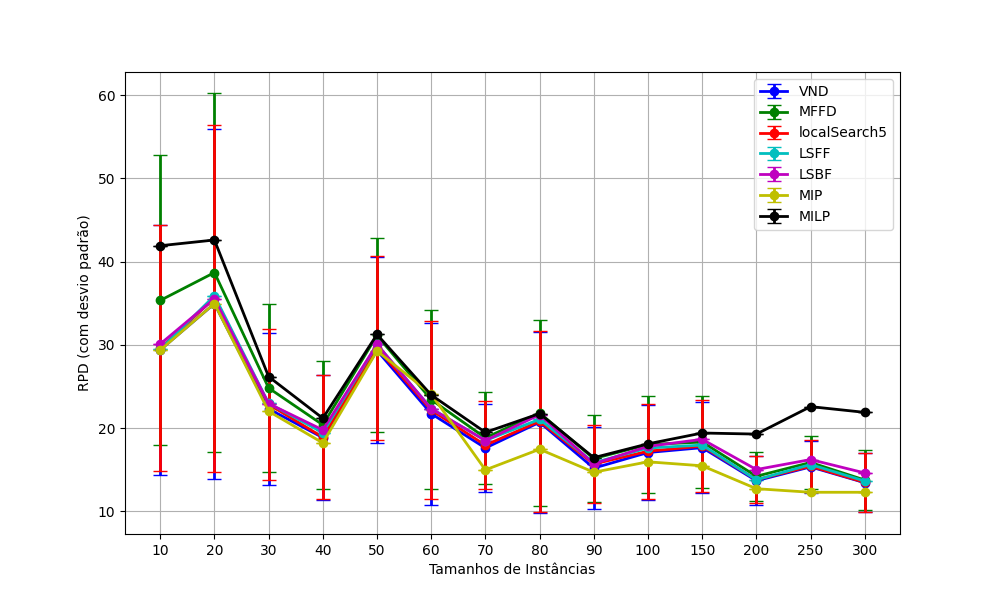 60
50
40
30
20
10
RPD (com desvio padrão)
VND
MFFD
localSearch5
LSFF
LSBF
MIP
MILP
10 20 30 40 50 60 70 80 90 100 150 200 250 300
Tamanhos de Instâncias